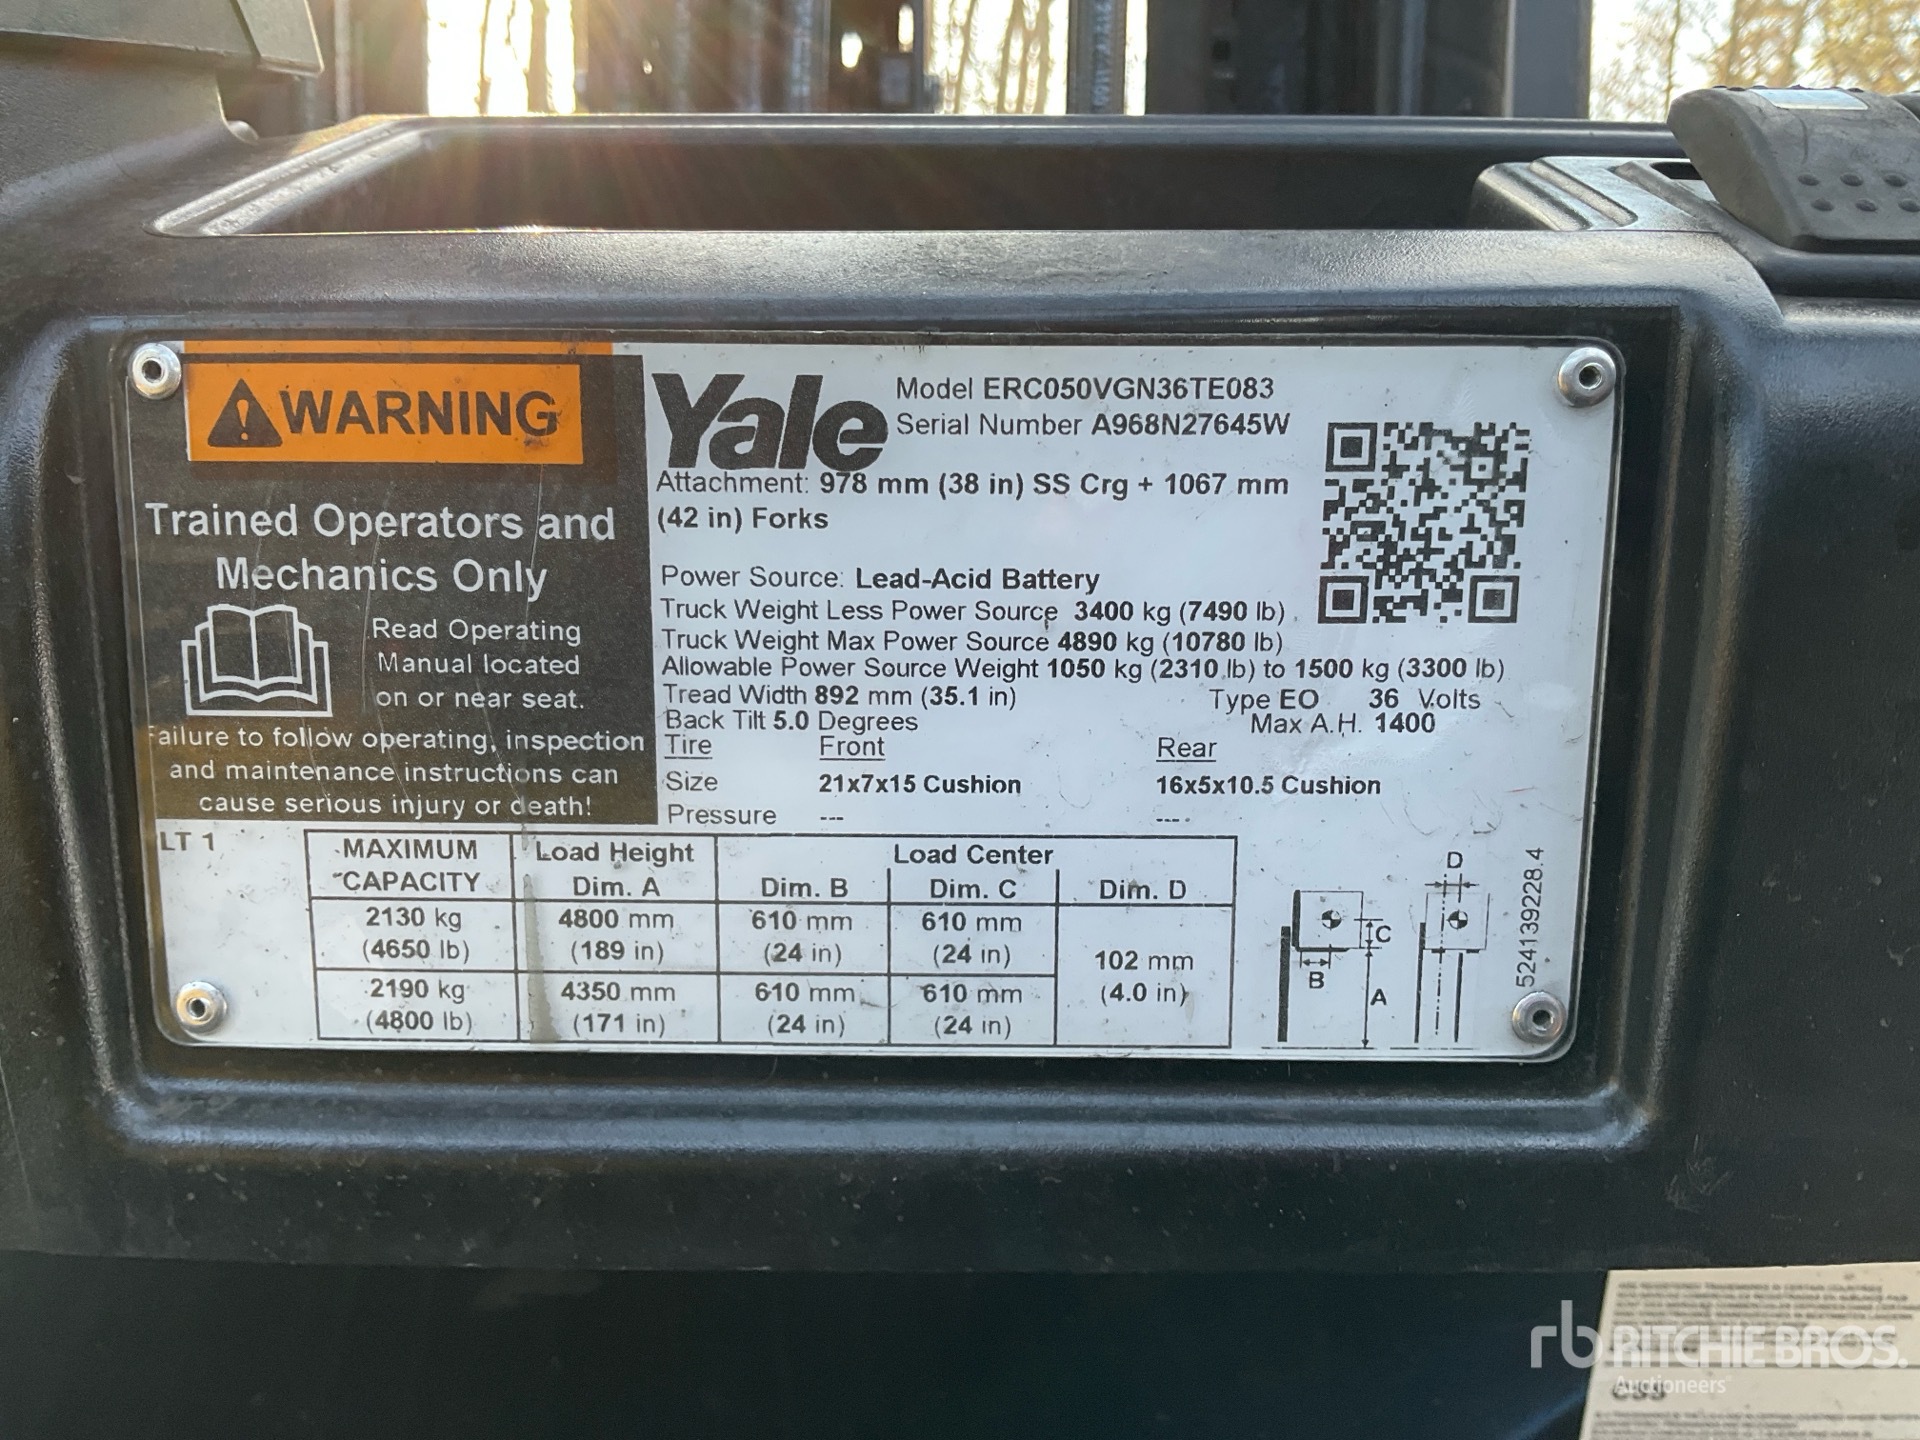 WARNING
Trained Operators and
Mechanics Only
Read Operating
Manual located
on or near seat.
Failure to follow operating, inspection
and maintenance instructions can
cause serious injury or death!
Yale
Model ERC050VGN36TE083
Serial Number A968N27645W
Attachment: 978 mm (38 in) SS Crg + 1067 mm
(42 in) Forks
Power Source: Lead-Acid Battery
Truck Weight Less Power Source 3400 kg (7490 lb)
Truck Weight Max Power Source 4890 kg (10780 lb)
Allowable Power Source Weight 1050 kg (2310 lb) to 1500 kg (3300 lb)
Tread Width 892 mm (35.1 in) Type EO 36 Volts
Back Tilt 5.0 Degrees Max A.H. 1400
Tire Front Rear
Size 21x7x15 Cushion 16x5x10.5 Cushion
Pressure --- ---
LT 1
MAXIMUM CAPACITY Load Height Load Center
Dim. A Dim. B Dim. C Dim. D
2130 kg 4800 mm 610 mm 610 mm
(4650 lb) (189 in) (24 in) (24 in)
102 mm
(4.0 in)
2190 kg 4350 mm 610 mm 610 mm
(4800 lb) (171 in) (24 in) (24 in)
D
C
B
A
524139228.4
rb RITCHIE BROS.
Auctioneers